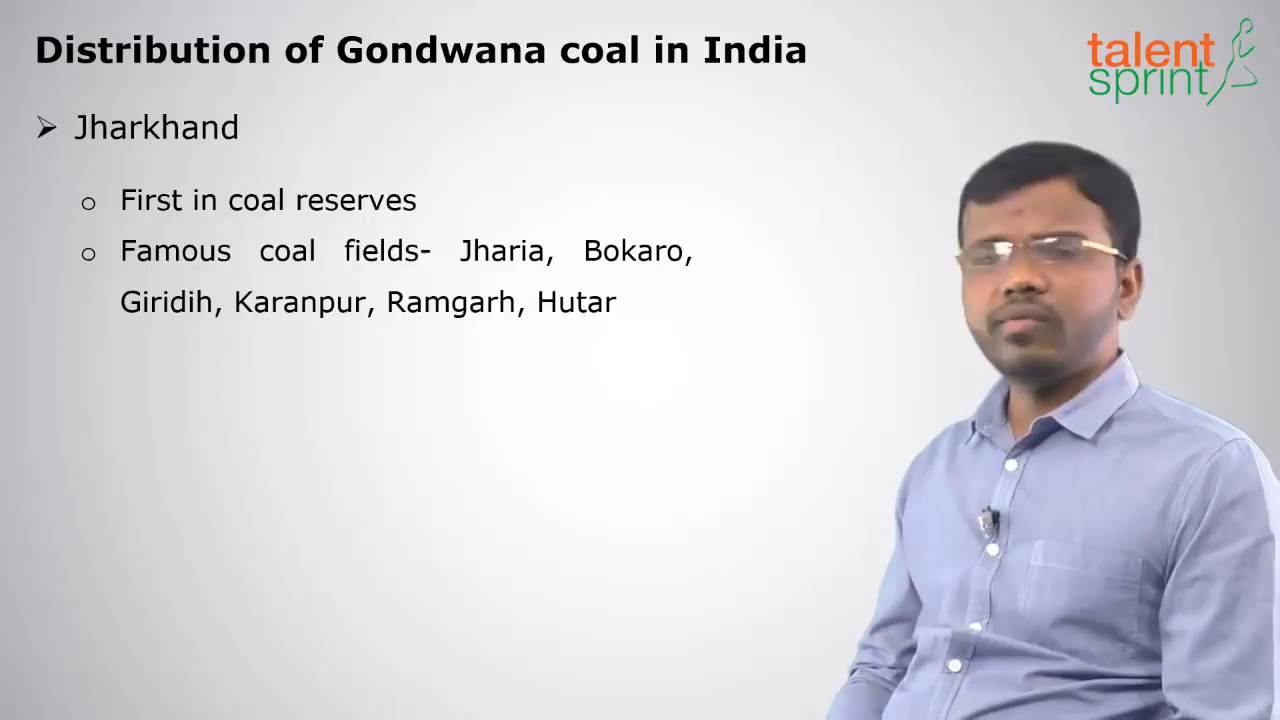 Distribution of Gondwana coal in India
talent
sprint
➢ Jharkhand
o First in coal reserves
o Famous coal fields- Jharia, Bokaro,
Giridih, Karanpur, Ramgarh, Hutar